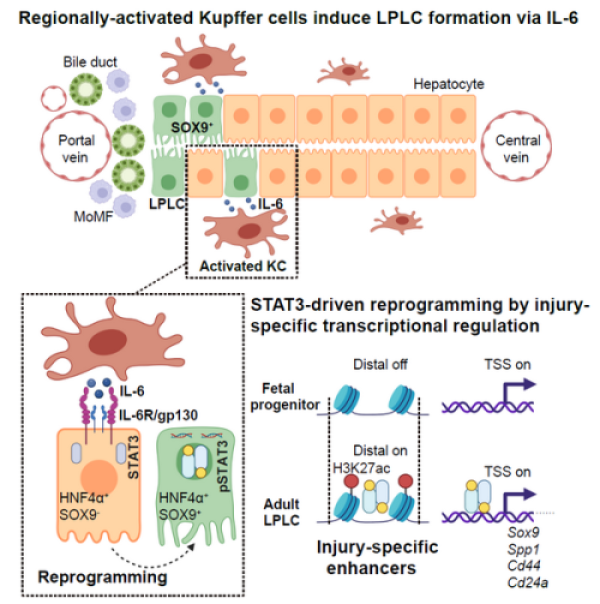 Regionally-activated Kupffer cells induce LPLC formation via IL-6
Bile duct
Hepatocyte
SOX9⁺
Portal
vein
Central
vein
LPLC
IL-6
MoMF
Activated KC
STAT3-driven reprogramming by injury-
specific transcriptional regulation
IL-6
IL-6R/gp130
STAT3
pSTAT3
HNF4α⁺
SOX9⁻
HNF4α⁺
SOX9⁺
Reprogramming
Distal off
TSS on
Fetal
progenitor
Distal on
H3K27ac
TSS on
Adult
LPLC
Injury-specific
enhancers
Sox9
Spp1
Cd44
Cd24a